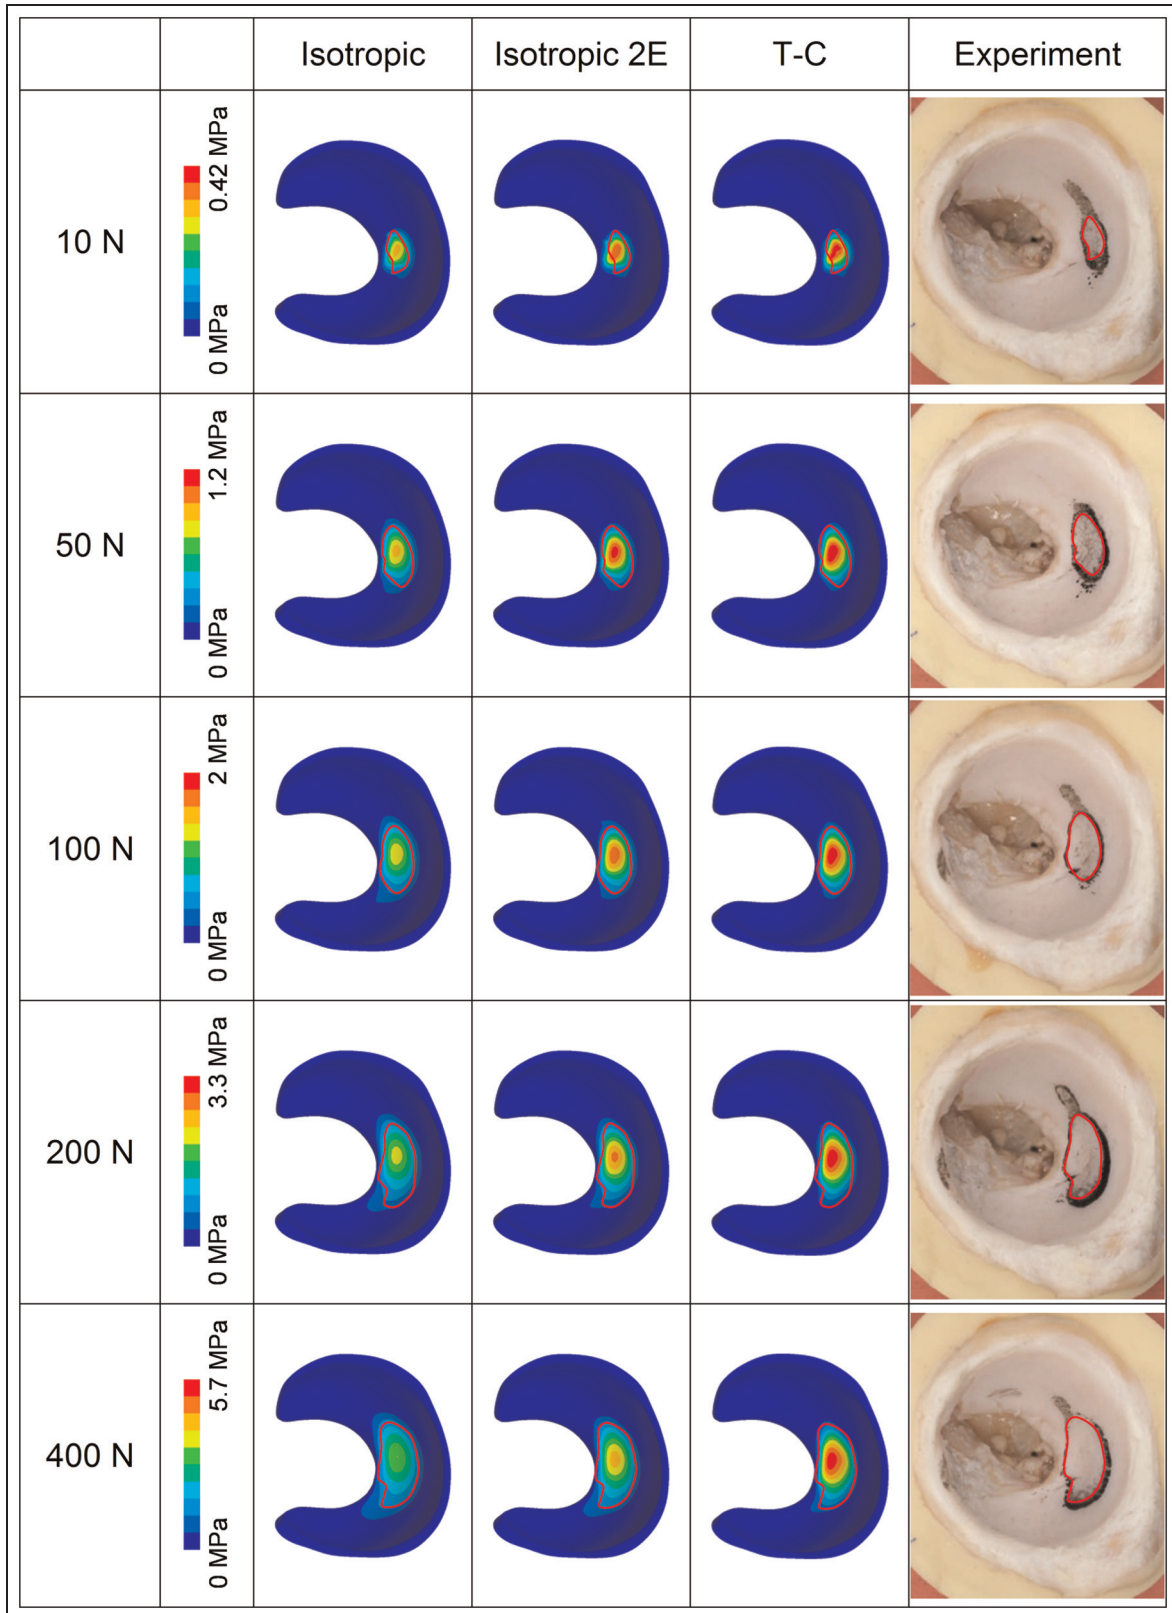 Isotropic Isotropic 2E T-C Experiment
10 N 0 MPa 0.42 MPa
50 N 0 MPa 1.2 MPa
100 N 0 MPa 2 MPa
200 N 0 MPa 3.3 MPa
400 N 0 MPa 5.7 MPa